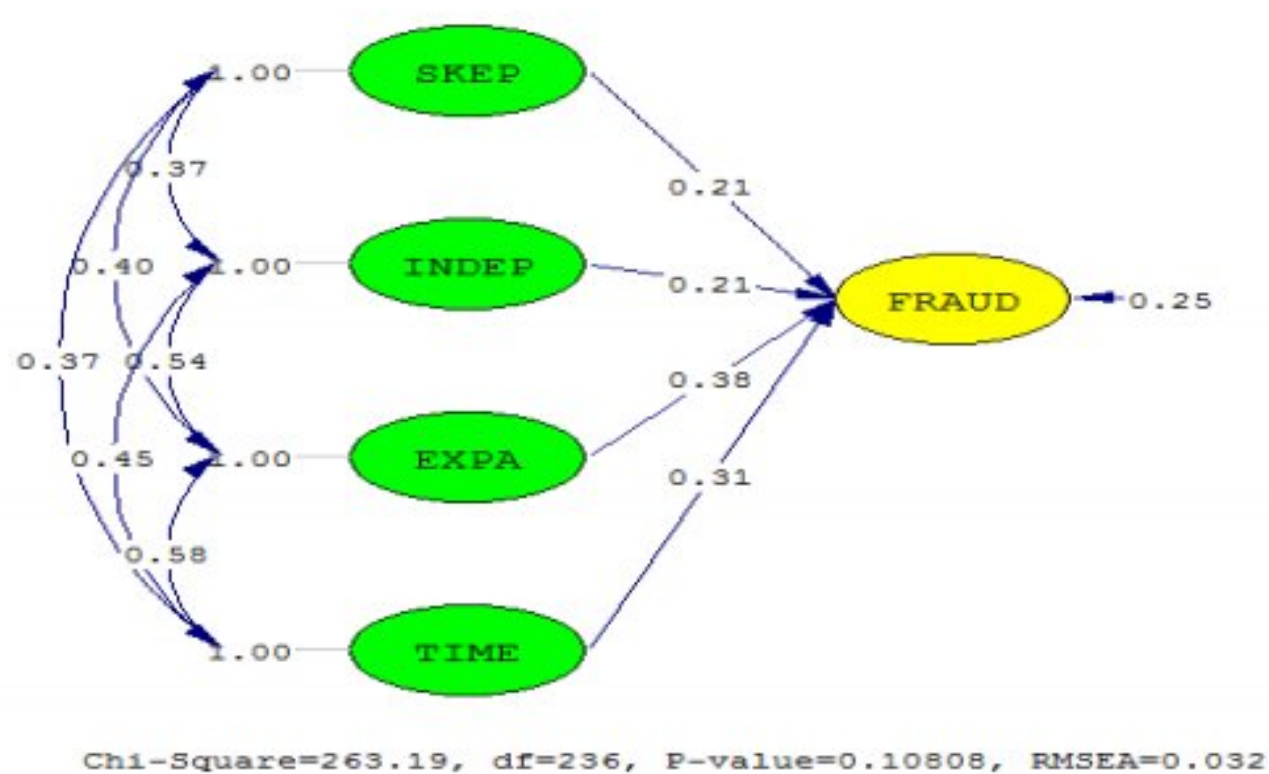 1.00 SKEP
0.37
0.21
0.40 1.00 INDEP
0.21
FRAUD 0.25
0.37 0.54
0.38
0.45 1.00 EXPA
0.31
0.58
1.00 TIME
Chi-Square=263.19, df=236, P-value=0.10808, RMSEA=0.032